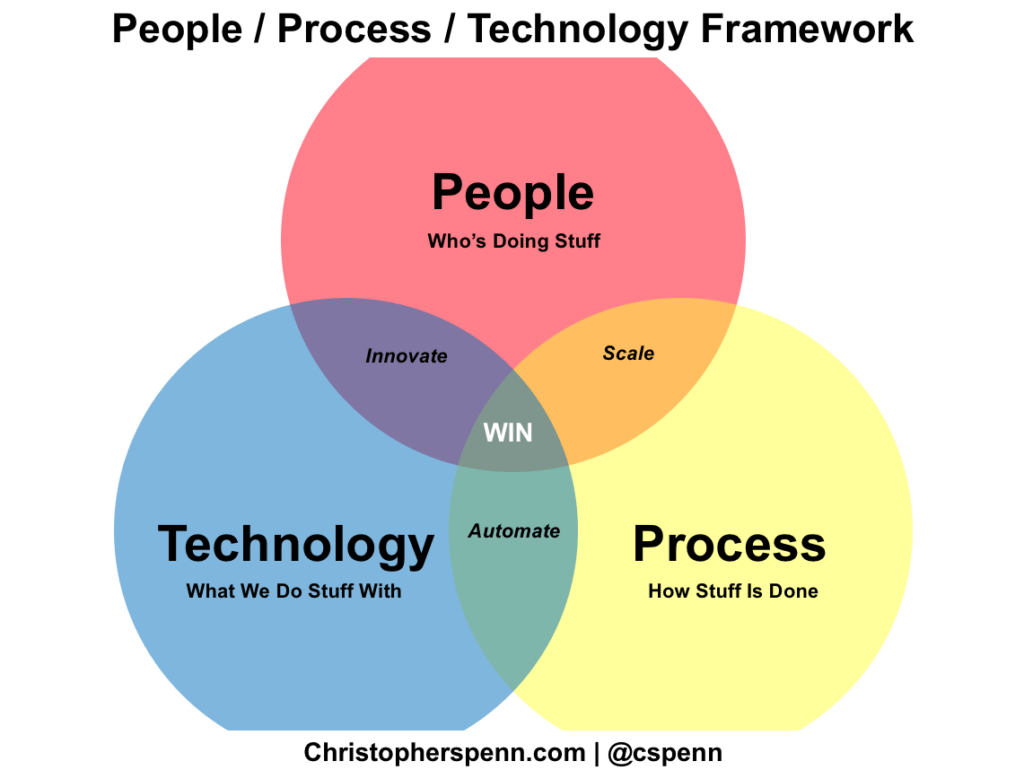 People / Process / Technology Framework
People
Who’s Doing Stuff
Innovate
Scale
WIN
Automate
Technology
What We Do Stuff With
Process
How Stuff Is Done
Christopherspenn.com | @cspenn